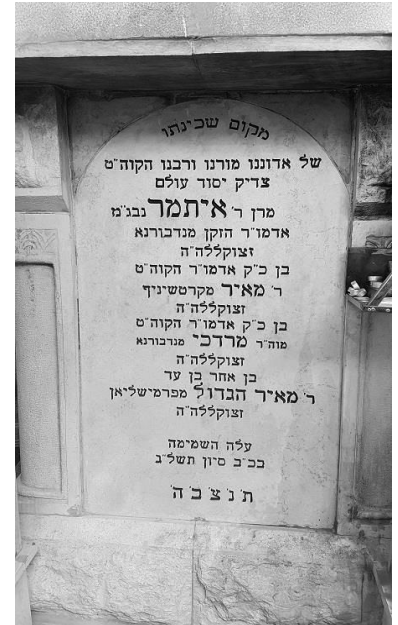 מקום שכינתו
של אדוננו מורנו ורבנו הקוה"ט
צדיק יסוד עולם
מרן ר' איתמר נבג"מ
אדמו"ר הזקן מנדבורנא
זצוקללה"ה
בן כ"ק אדמו"ר הקוה"ט
ר' מאיר מקרטשיניף
זצוקללה"ה
בן כ"ק אדמו"ר הקוה"ט
מוה"ר מרדכי מנדבורנא
זצוקללה"ה
בן אחר בן עד
ר' מאיר הגדול מפרמישליאן
זצוקללה"ה
עלה השמימה
בכ"ב סיון תשל"ג
ת' נ' צ' ב' ה'